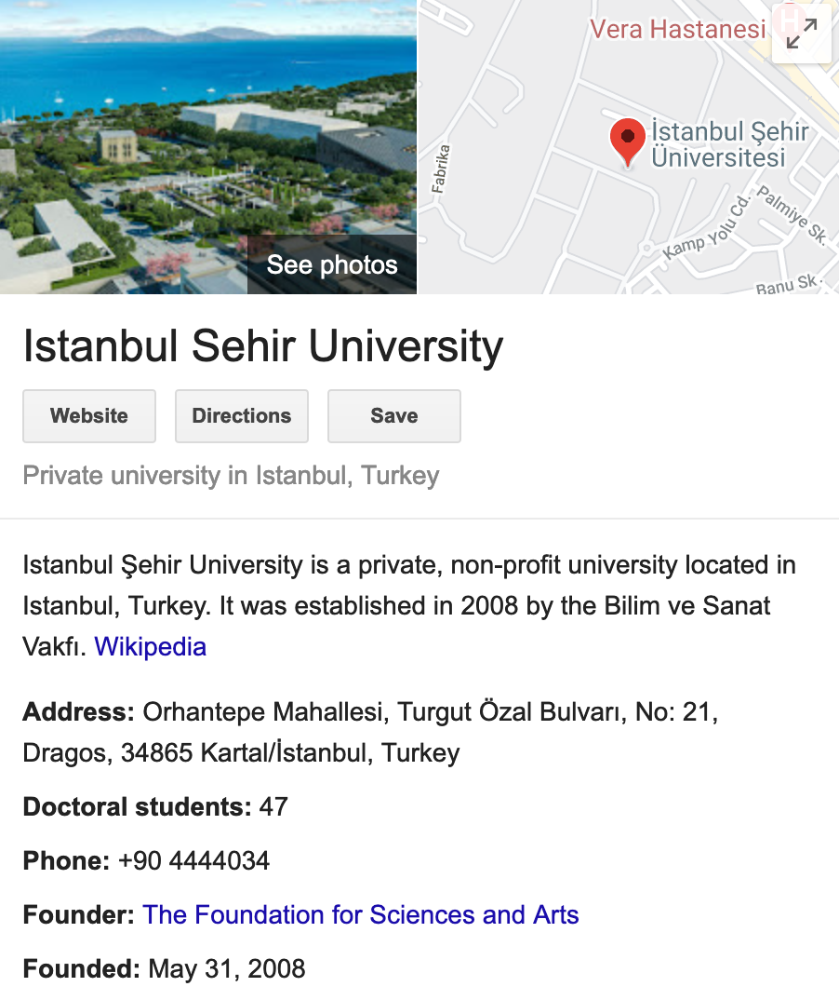 Vera Hastanesi
H
İstanbul Şehir
Üniversitesi
Fabrika
Palmiye Sk.
Kamp Yolu Cd.
Banu Sk.
See photos
Istanbul Sehir University
Website Directions Save
Private university in Istanbul, Turkey
Istanbul Şehir University is a private, non-profit university located in
Istanbul, Turkey. It was established in 2008 by the Bilim ve Sanat
Vakfı. Wikipedia
Address: Orhantepe Mahallesi, Turgut Özal Bulvarı, No: 21,
Dragos, 34865 Kartal/İstanbul, Turkey
Doctoral students: 47
Phone: +90 4444034
Founder: The Foundation for Sciences and Arts
Founded: May 31, 2008